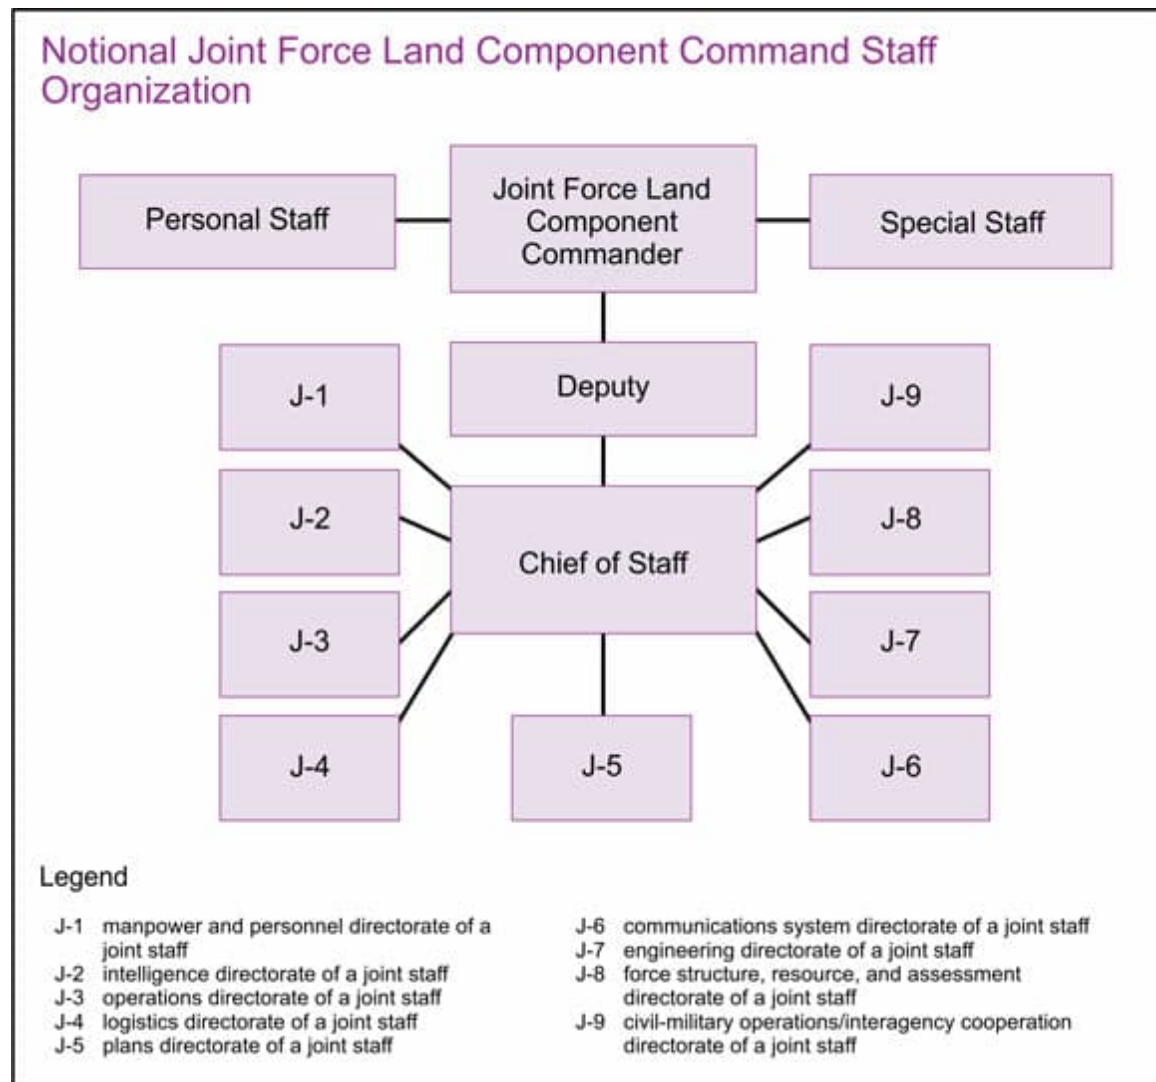 Notional Joint Force Land Component Command Staff
Organization
Personal Staff
Joint Force Land
Component
Commander
Special Staff
J-1
Deputy
J-9
J-2
J-8
Chief of Staff
J-3
J-7
J-4
J-5
J-6
Legend
J-1 manpower and personnel directorate of a
joint staff
J-2 intelligence directorate of a joint staff
J-3 operations directorate of a joint staff
J-4 logistics directorate of a joint staff
J-5 plans directorate of a joint staff
J-6 communications system directorate of a joint staff
J-7 engineering directorate of a joint staff
J-8 force structure, resource, and assessment
directorate of a joint staff
J-9 civil-military operations/interagency cooperation
directorate of a joint staff